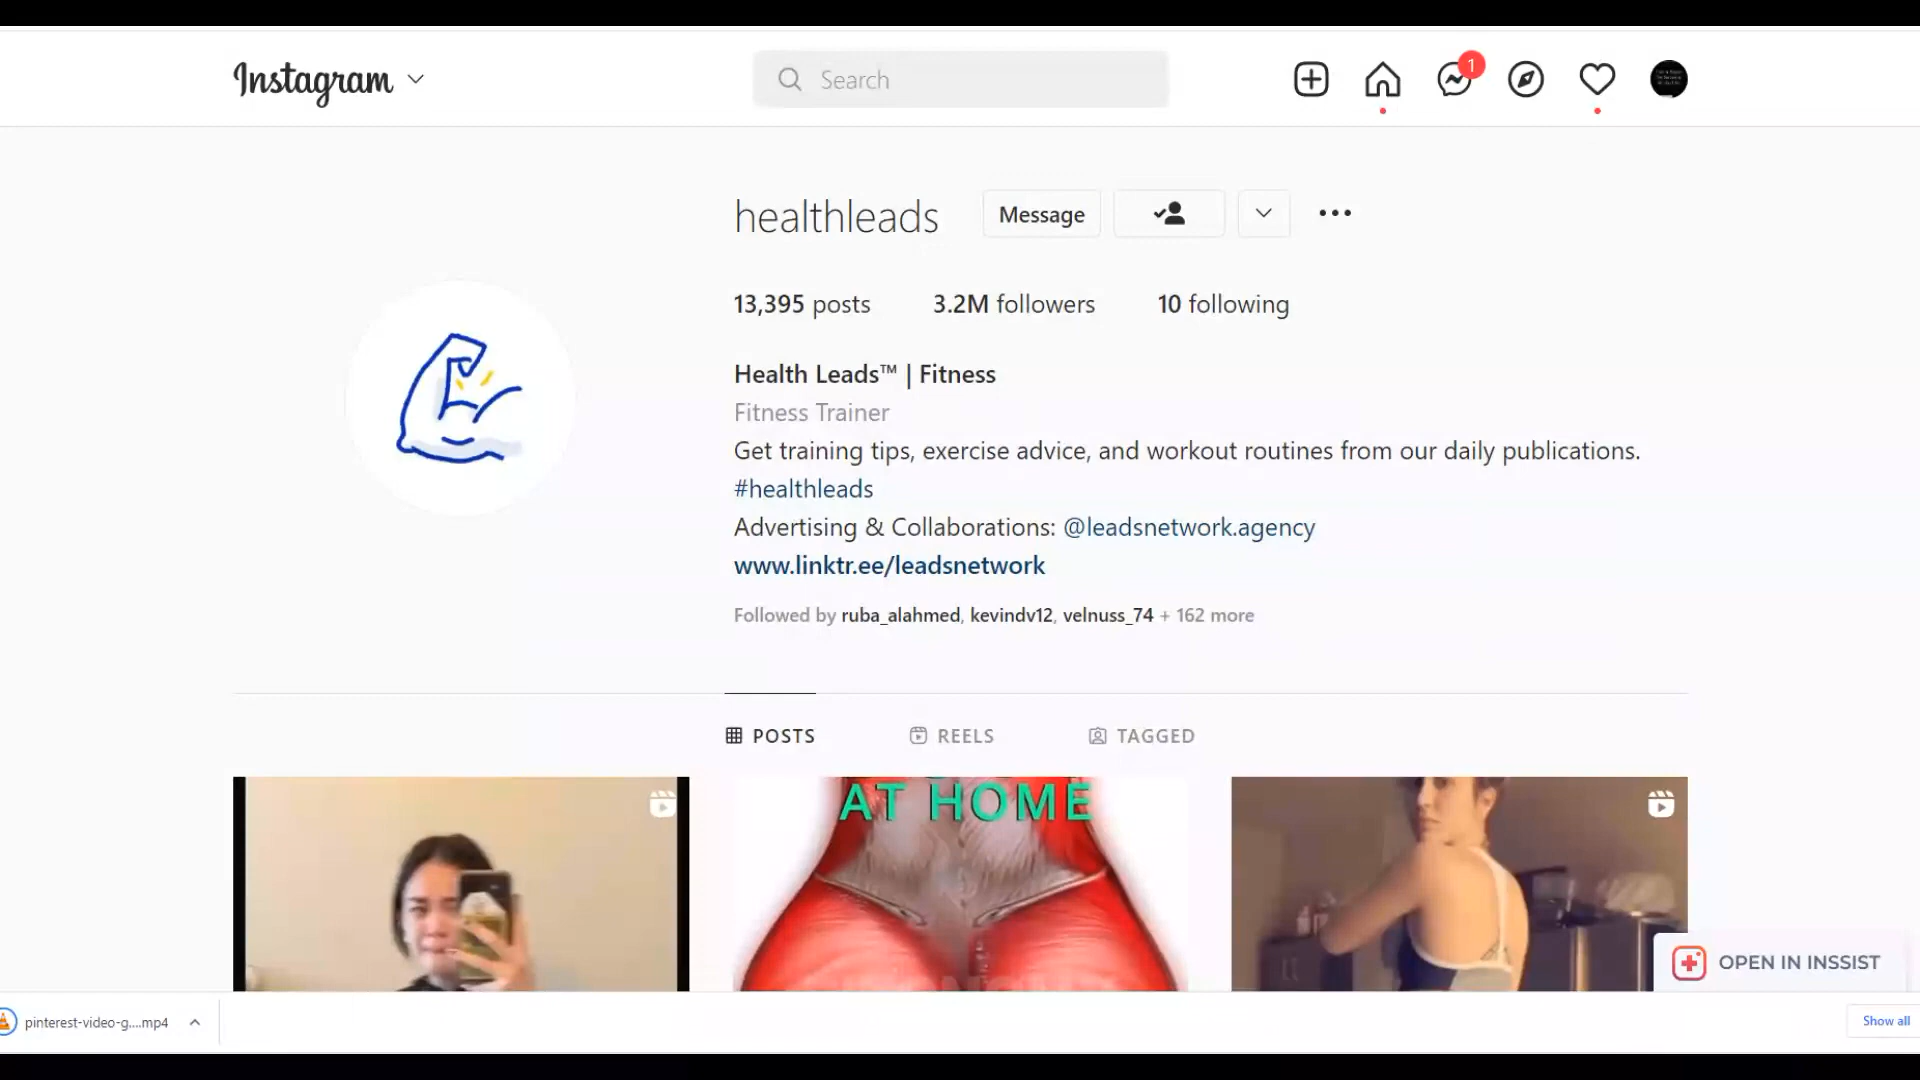 Instagram
Search
1
healthleads
Message
13,395 posts
3.2M followers
10 following
Health Leads™ | Fitness
Fitness Trainer
Get training tips, exercise advice, and workout routines from our daily publications.
#healthleads
Advertising & Collaborations: @leadsnetwork.agency
www.linktr.ee/leadsnetwork
Followed by ruba_alahmed, kevindv12, velnuss_74 + 162 more
POSTS
REELS
TAGGED
AT HOME
OPEN IN INSSIST
pinterest-video-g....mp4
Show all